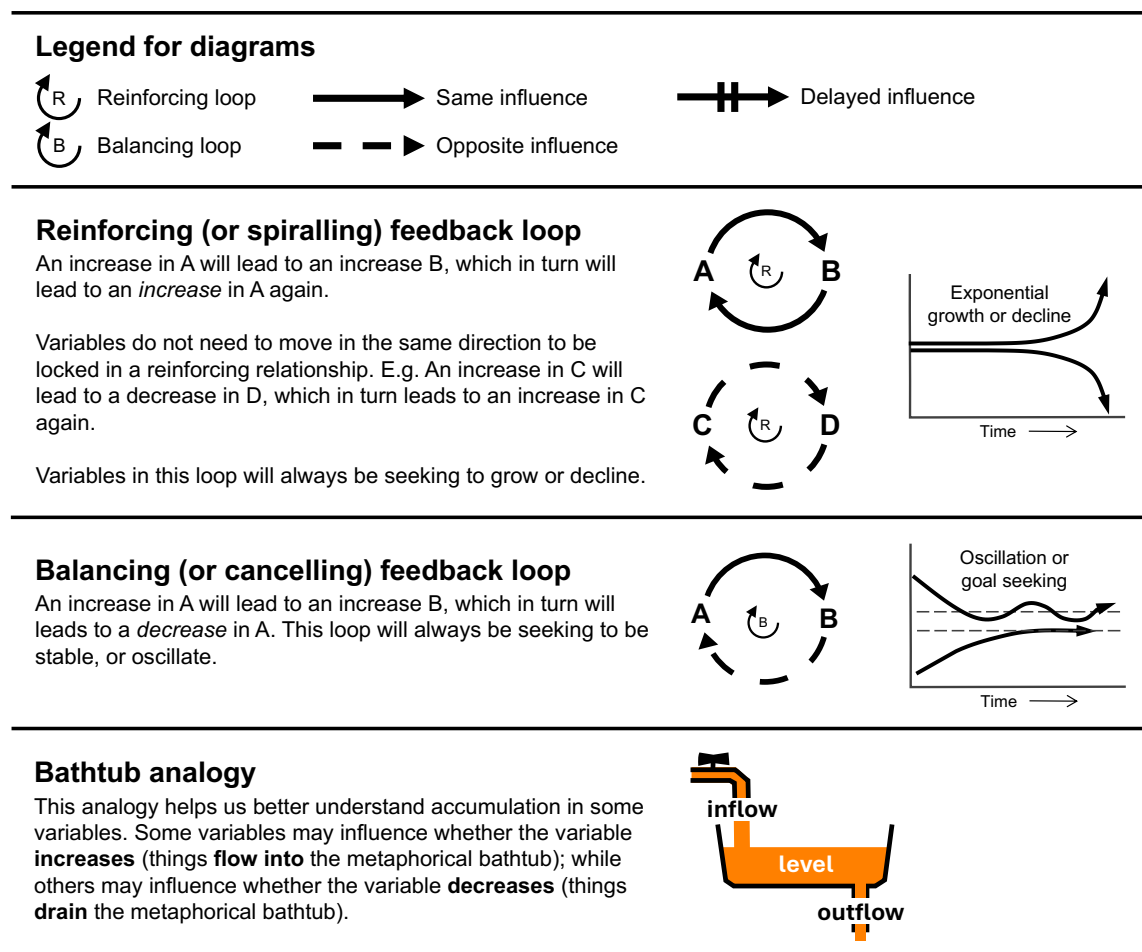 Legend for diagrams
R Reinforcing loop
Same influence
Delayed influence
B Balancing loop
Opposite influence
Reinforcing (or spiralling) feedback loop
An increase in A will lead to an increase B, which in turn will
lead to an increase in A again.
Variables do not need to move in the same direction to be
locked in a reinforcing relationship. E.g. An increase in C will
lead to a decrease in D, which in turn leads to an increase in C
again.
Variables in this loop will always be seeking to grow or decline.
A R B
C R D
Exponential
growth or decline
Time
Balancing (or cancelling) feedback loop
An increase in A will lead to an increase B, which in turn will
leads to a decrease in A. This loop will always be seeking to be
stable, or oscillate.
A B B
Oscillation or
goal seeking
Time
Bathtub analogy
This analogy helps us better understand accumulation in some
variables. Some variables may influence whether the variable
increases (things flow into the metaphorical bathtub); while
others may influence whether the variable decreases (things
drain the metaphorical bathtub).
inflow
level
outflow